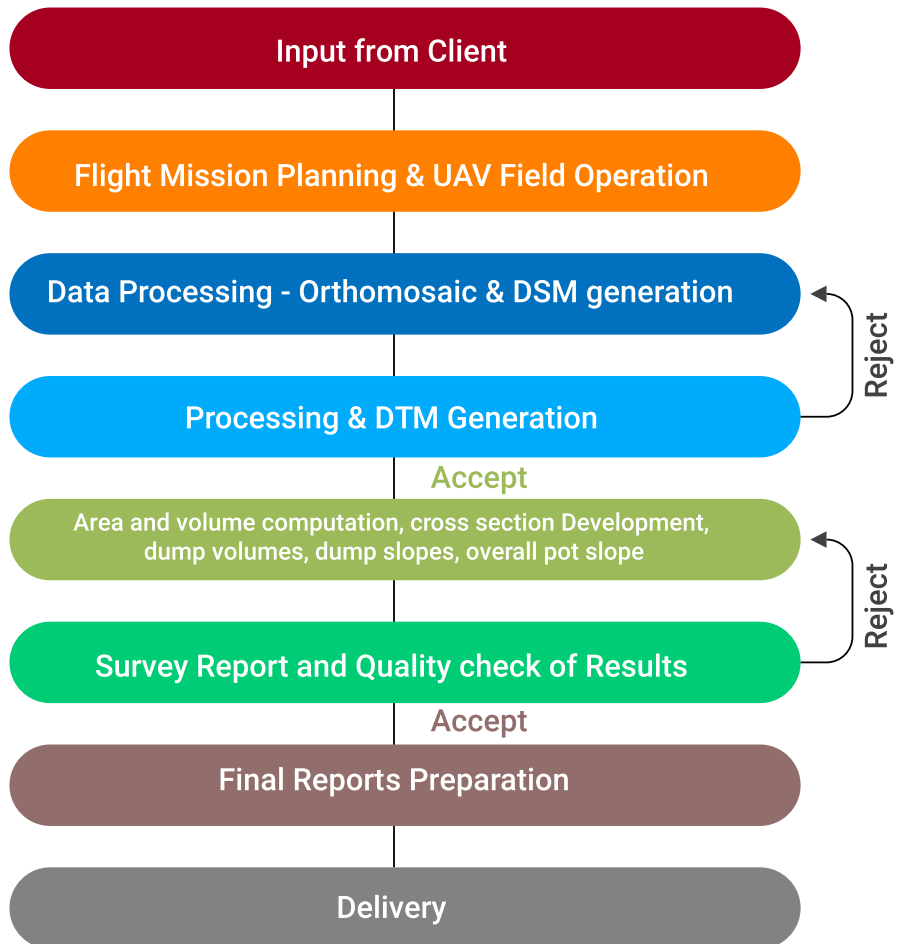 Input from Client
Flight Mission Planning & UAV Field Operation
Data Processing - Orthomosaic & DSM generation
Reject
Processing & DTM Generation
Accept
Area and volume computation, cross section Development,
dump volumes, dump slopes, overall pot slope
Reject
Survey Report and Quality check of Results
Accept
Final Reports Preparation
Delivery